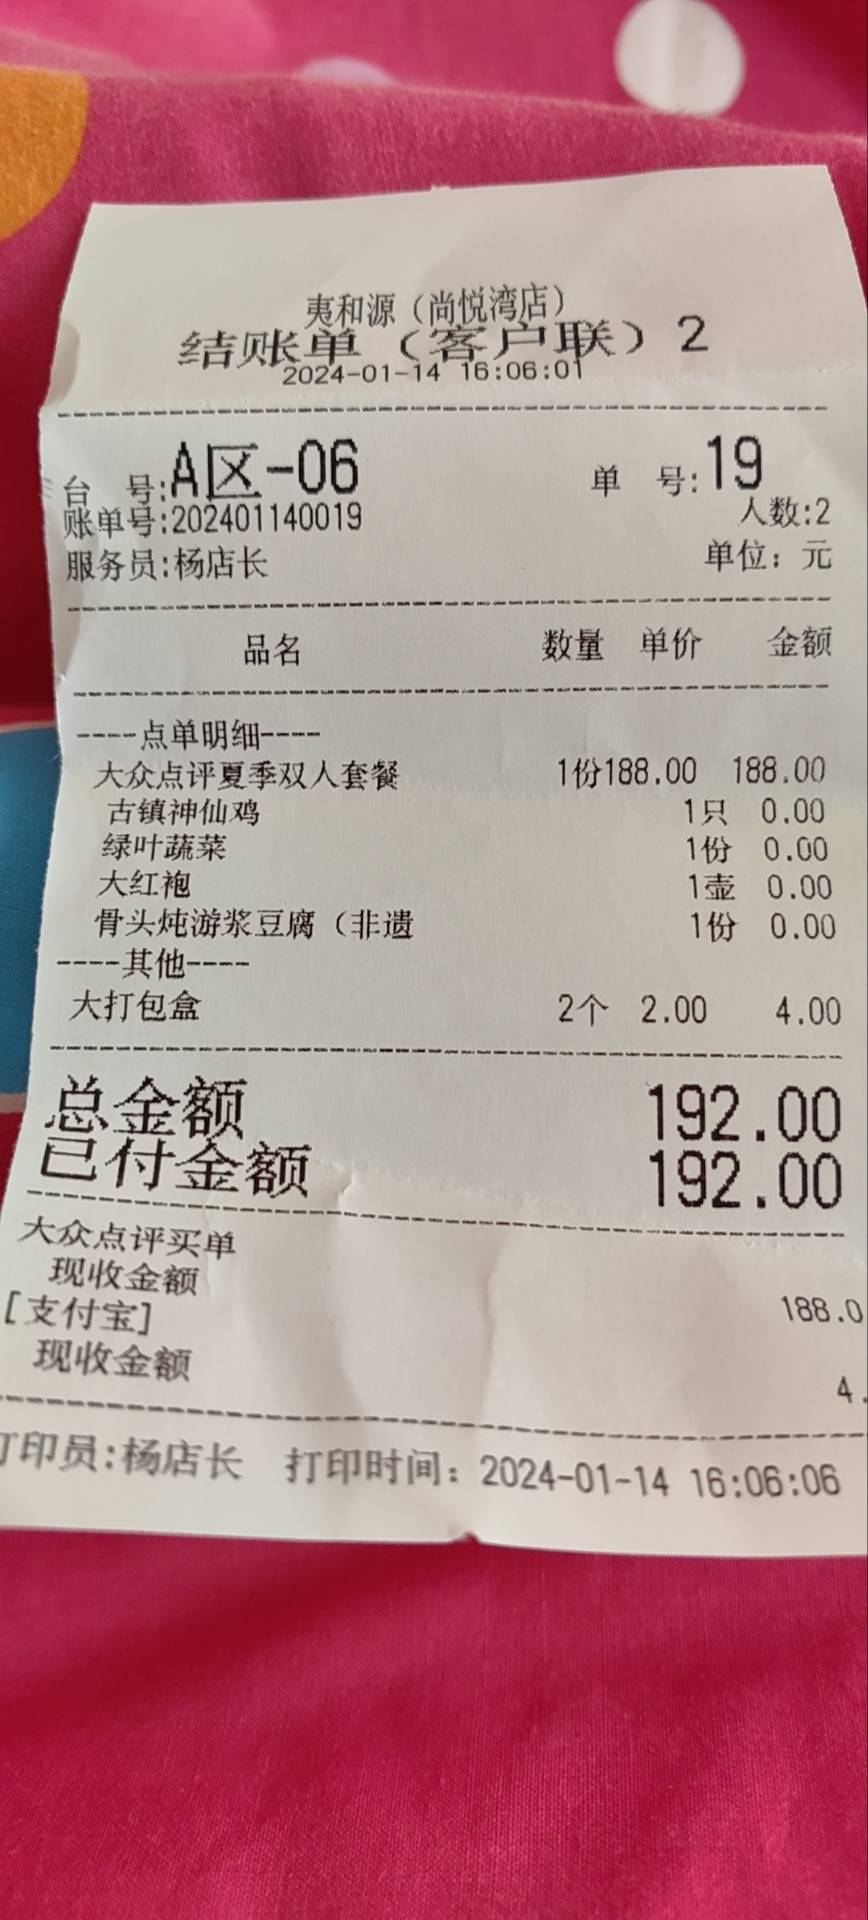 夷和源（尚悦湾店）
结账单（客户联）2
2024-01-14 16:06:01
台 号:A区-06 单 号:19
账单号:202401140019 人数:2
服务员:杨店长 单位：元
品名 数量 单价 金额
----点单明细----
大众点评夏季双人套餐 1份188.00 188.00
古镇神仙鸡 1只 0.00
绿叶蔬菜 1份 0.00
大红袍 1壶 0.00
骨头炖游浆豆腐（非遗 1份 0.00
----其他----
大打包盒 2个 2.00 4.00
总金额 192.00
已付金额 192.00
大众点评买单
现收金额 188.0
[支付宝]
现收金额 4.
打印员:杨店长 打印时间：2024-01-14 16:06:06